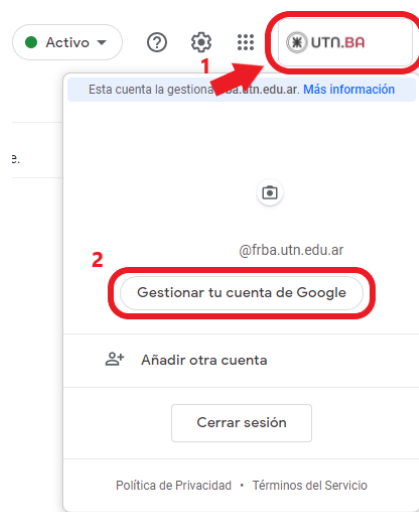 Activo
UTN.BA
1
Esta cuenta la gestiona frba.utn.edu.ar. Más información
e.
@frba.utn.edu.ar
2
Gestionar tu cuenta de Google
Añadir otra cuenta
Cerrar sesión
Política de Privacidad • Términos del Servicio